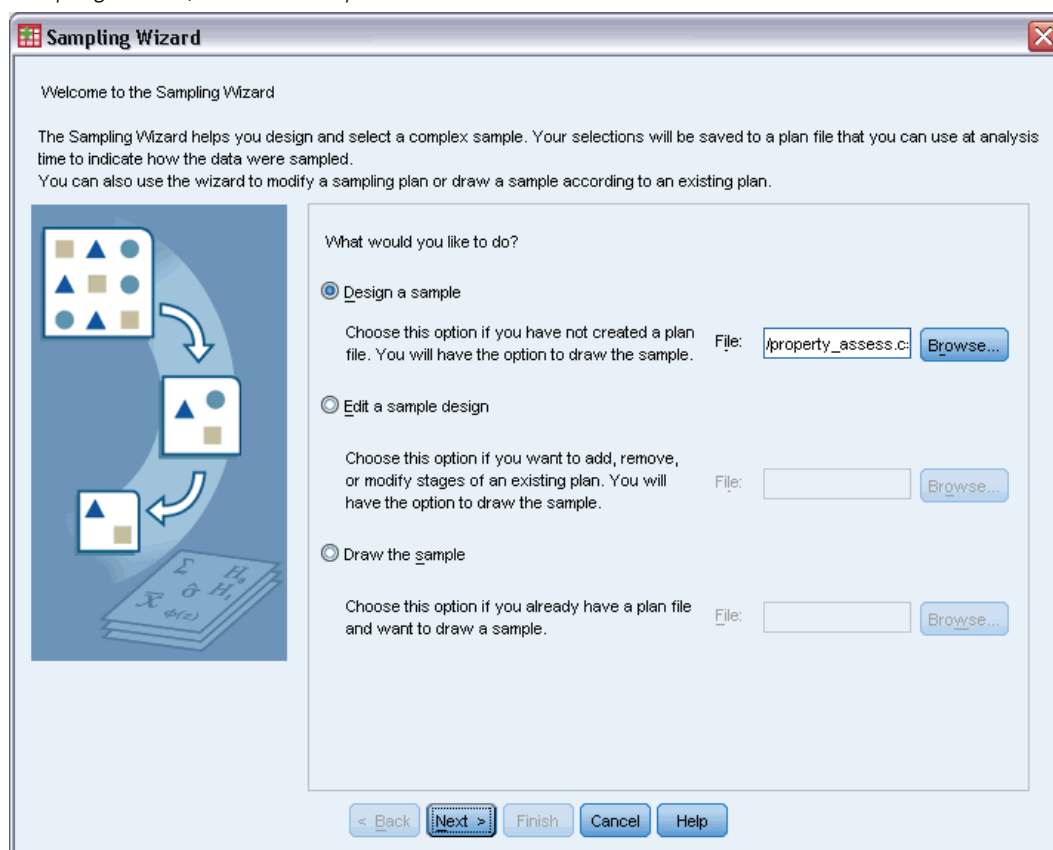 Sampling Wizard
Welcome to the Sampling Wizard
The Sampling Wizard helps you design and select a complex sample. Your selections will be saved to a plan file that you can use at analysis
time to indicate how the data were sampled.
You can also use the wizard to modify a sampling plan or draw a sample according to an existing plan.
What would you like to do?
Design a sample
Choose this option if you have not created a plan
file. You will have the option to draw the sample.
File: /property_assess.c Browse...
Edit a sample design
Choose this option if you want to add, remove,
or modify stages of an existing plan. You will
have the option to draw the sample.
File: Browse...
Draw the sample
Choose this option if you already have a plan file
and want to draw a sample.
File: Browse...
Σ H₀
x̄ σ̂ H₁
ϕ(z)
< Back Next > Finish Cancel Help